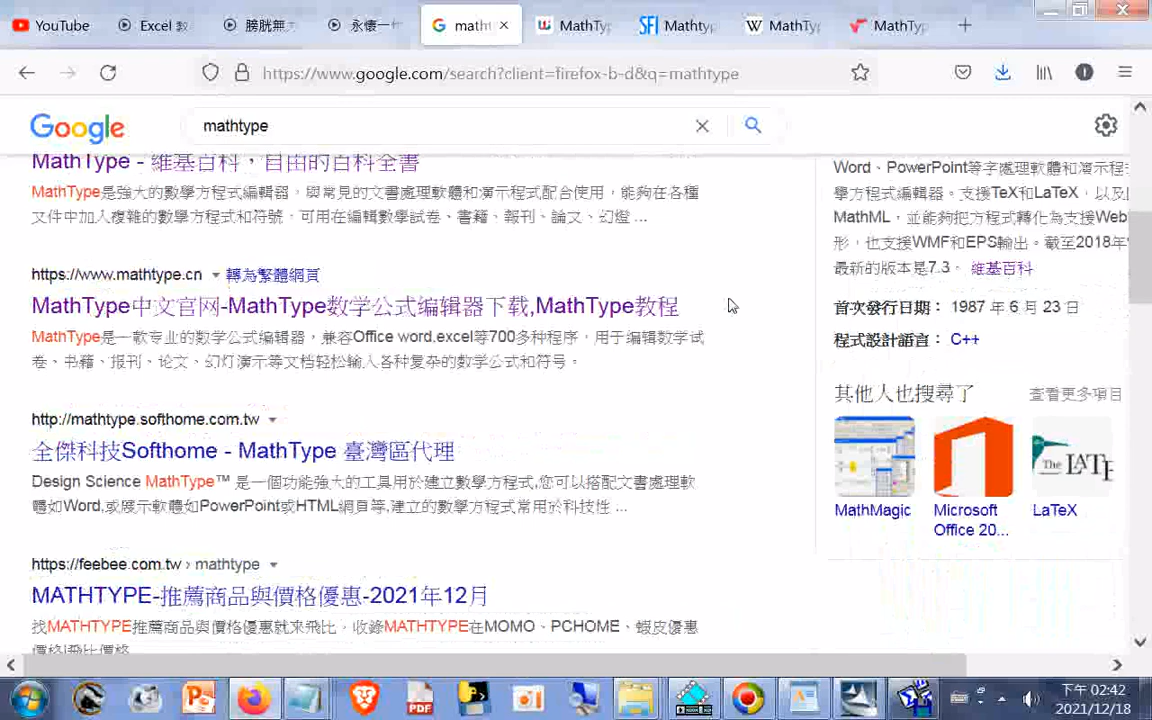 YouTube
Excel 數
膀胱無
永懷一
math
MathTyp
SFI Mathtyp
W MathTyp
MathTyp
https://www.google.com/search?client=firefox-b-d&q=mathtype
Google
mathtype
MathType - 維基百科，自由的百科全書
MathType是強大的數學方程式編輯器，與常見的文書處理軟體和演示程式配合使用，能夠在各種
文件中加入複雜的數學方程式和符號，可用在編輯數學試卷、書籍、報刊、論文、幻燈 ...
https://www.mathtype.cn 轉為繁體網頁
MathType中文官网-MathType数学公式编辑器下载,MathType教程
MathType是一款专业的数学公式编辑器，兼容Office word,excel等700多种程序，用于编辑数学试
卷、书籍、报刊、论文、幻灯演示等文档轻松输入各种复杂的数学公式和符号。
http://mathtype.softhome.com.tw
全傑科技Softhome - MathType 臺灣區代理
Design Science MathType™ 是一個功能強大的工具用於建立數學方程式,您可以搭配文書處理軟
體如Word,或展示軟體如PowerPoint或HTML網頁等,建立的數學方程式常用於科技性 ...
https://feebee.com.tw › mathtype
MATHTYPE-推薦商品與價格優惠-2021年12月
找MATHTYPE推薦商品與價格優惠就來飛比，收錄MATHTYPE在MOMO、PCHOME、蝦皮優惠
Word、PowerPoint等字處理軟體和演示程
學方程式編輯器。支援TeX和LaTeX，以及
MathML，並能夠把方程式轉化為支援Web
形，也支援WMF和EPS輸出。截至2018年
最新的版本是7.3。 維基百科
首次發行日期： 1987 年 6 月 23 日
程式設計語言： C++
其他人也搜尋了
查看更多項目
The LAT
MathMagic
Microsoft
Office 20...
LaTeX
PDF
下午 02:42
2021/12/18